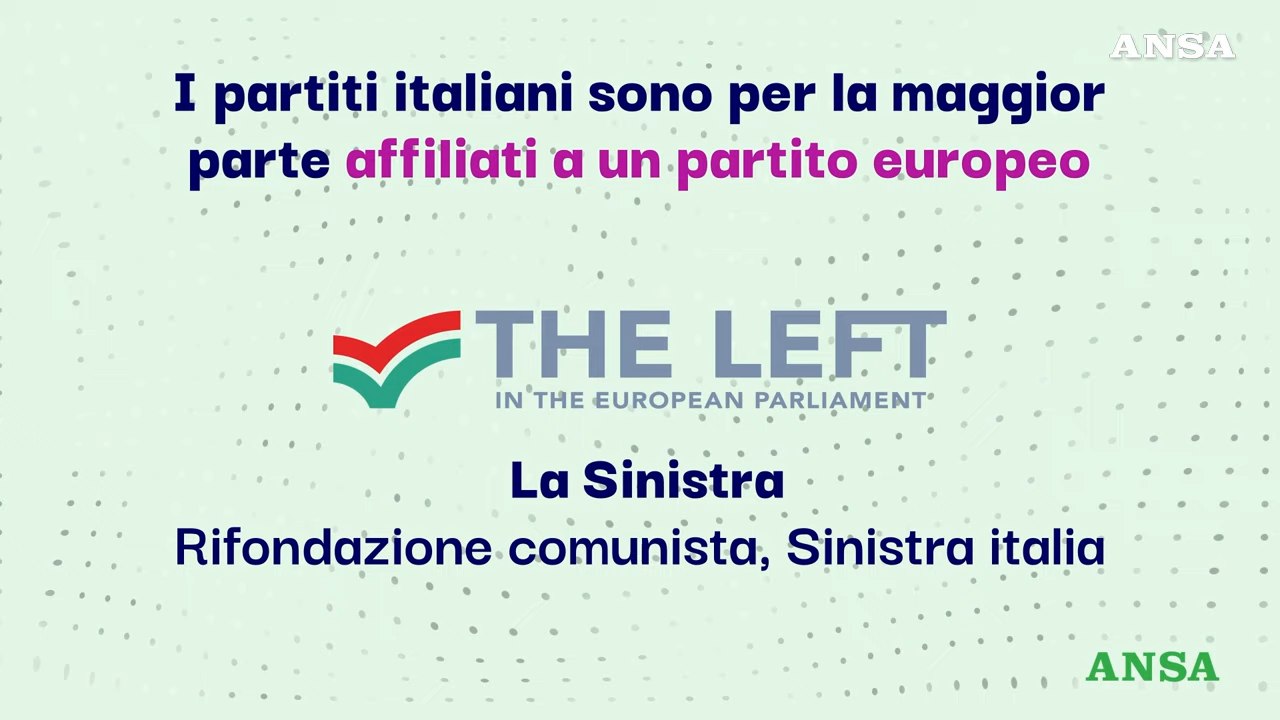 ANSA
I partiti italiani sono per la maggior
parte affiliati a un partito europeo
THE LEFT
IN THE EUROPEAN PARLIAMENT
La Sinistra
Rifondazione comunista, Sinistra italia
ANSA